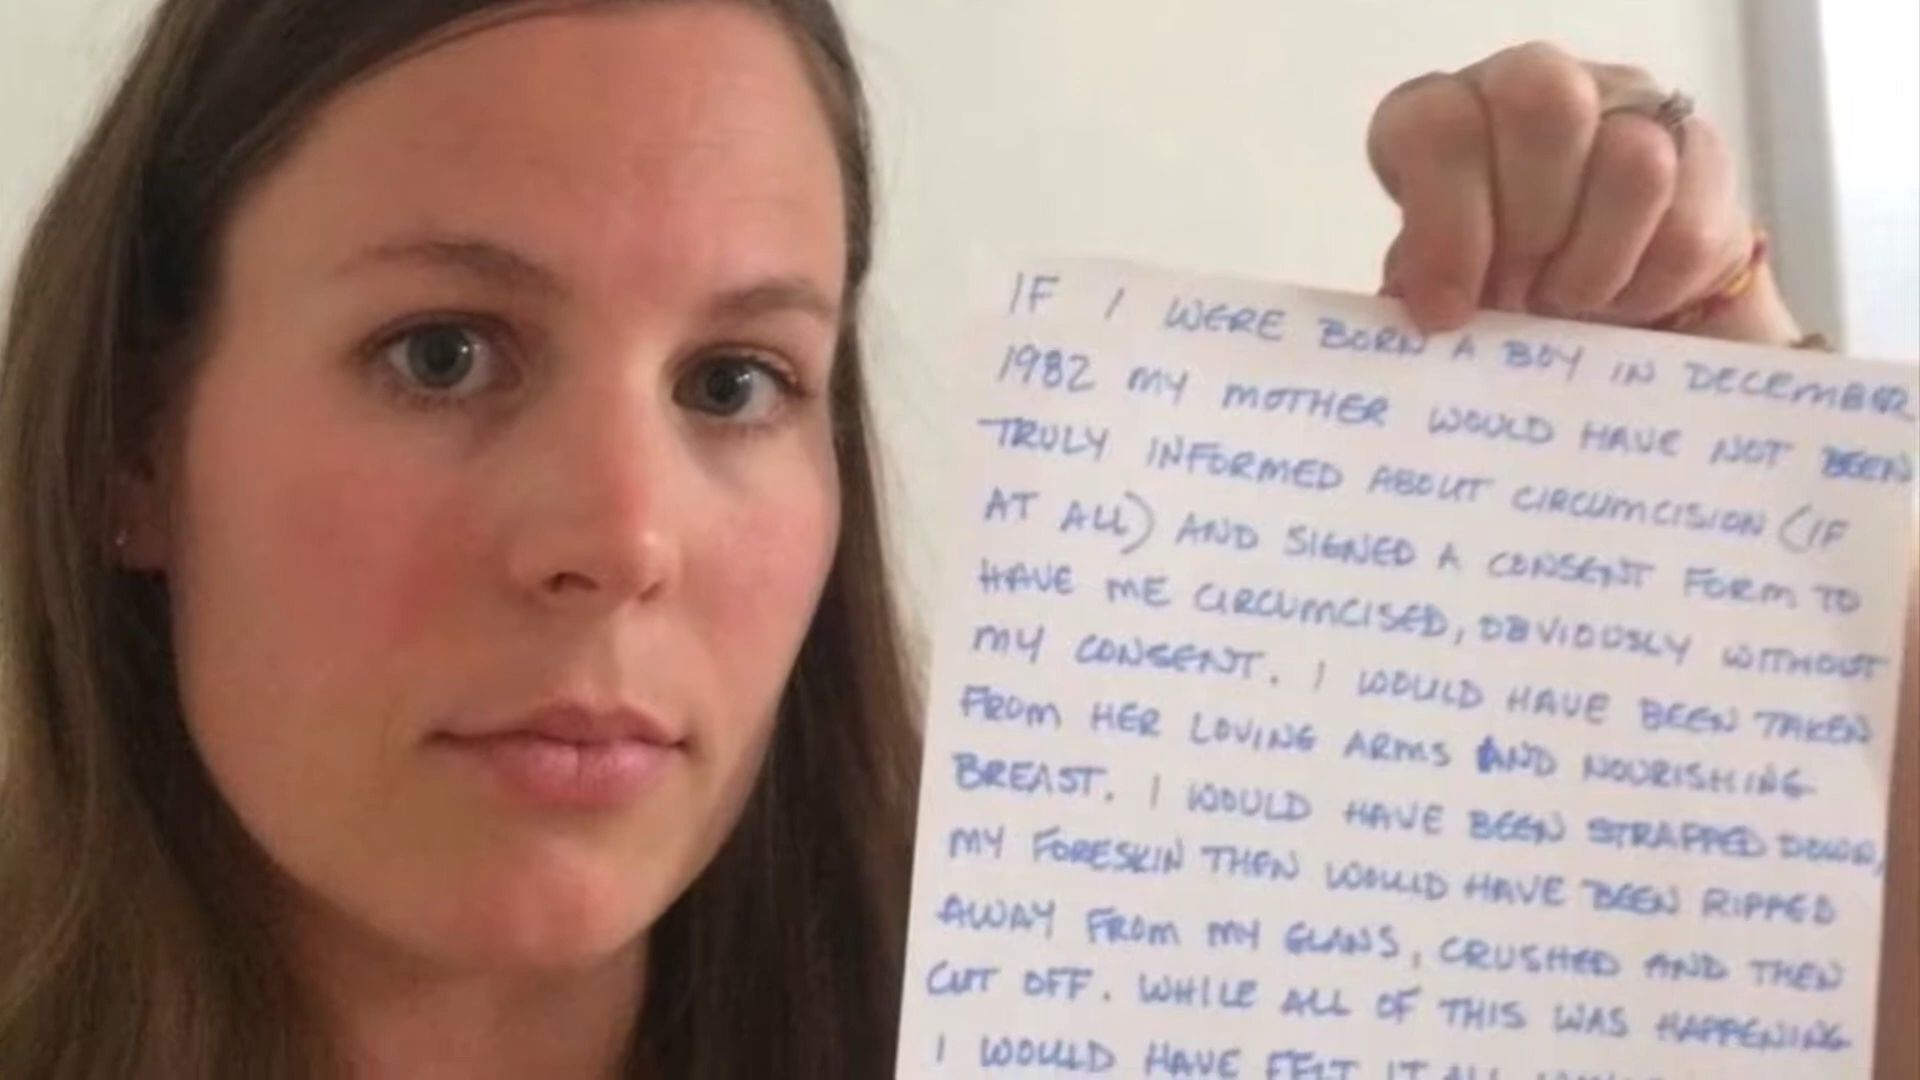 IF I WERE BORN A BOY IN DECEMBER
1982 MY MOTHER WOULD HAVE NOT BEEN
TRULY INFORMED ABOUT CIRCUMCISION (IF
AT ALL) AND SIGNED A CONSENT FORM TO
HAVE ME CIRCUMCISED, OBVIOUSLY WITHOUT
MY CONSENT. I WOULD HAVE BEEN TAKEN
FROM HER LOVING ARMS AND NOURISHING
BREAST. I WOULD HAVE BEEN STRAPPED DOWN,
MY FORESKIN THEN WOULD HAVE BEEN RIPPED
AWAY FROM MY GLANS, CRUSHED AND THEN
CUT OFF. WHILE ALL OF THIS WAS HAPPENING
I WOULD HAVE FELT IT ALL